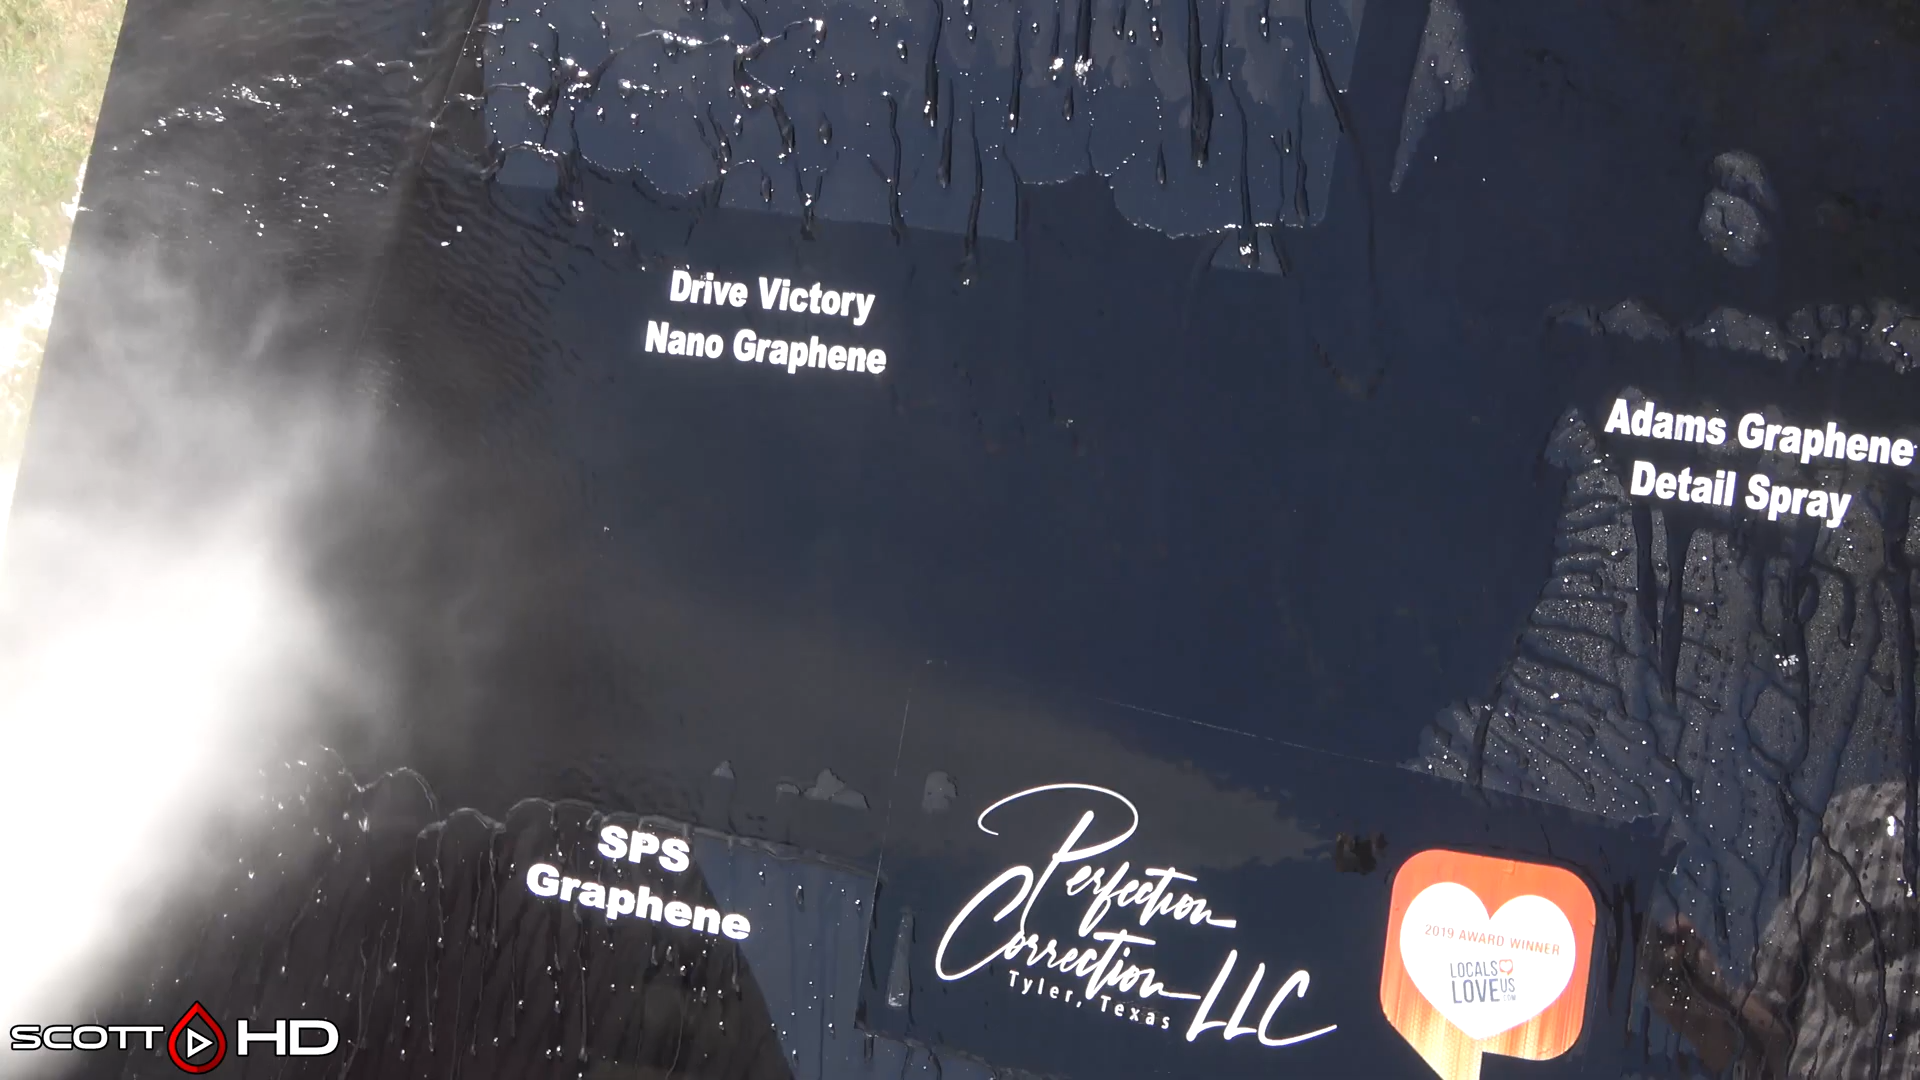 Drive Victory
Nano Graphene
Adams Graphene
Detail Spray
SPS
Graphene
Perfection
Correction LLC
Tyler, Texas
2019 AWARD WINNER
LOCALS
LOVE US
.COM
SCOTT HD